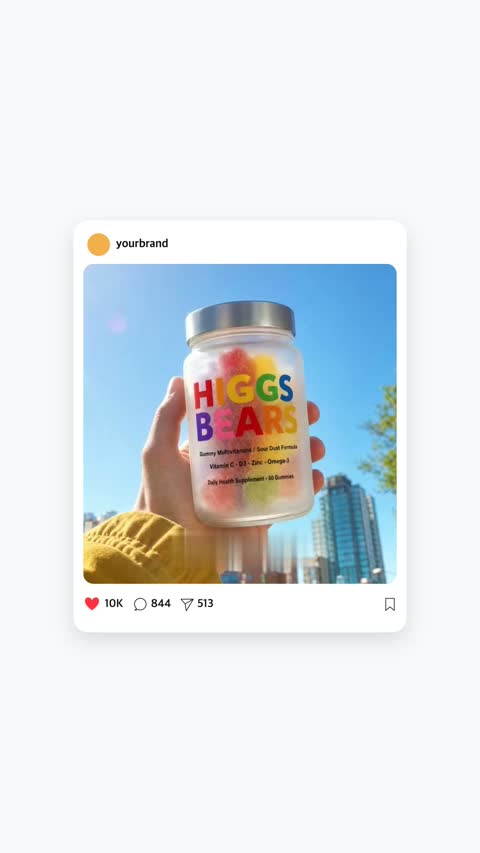 yourbrand
HIGGS
BEARS
Gummy Multivitamins / Sour Dust Formula
Vitamin C - D3 - Zinc - Omega-3
Daily Health Supplement - 50 Gummies
10K 844 513